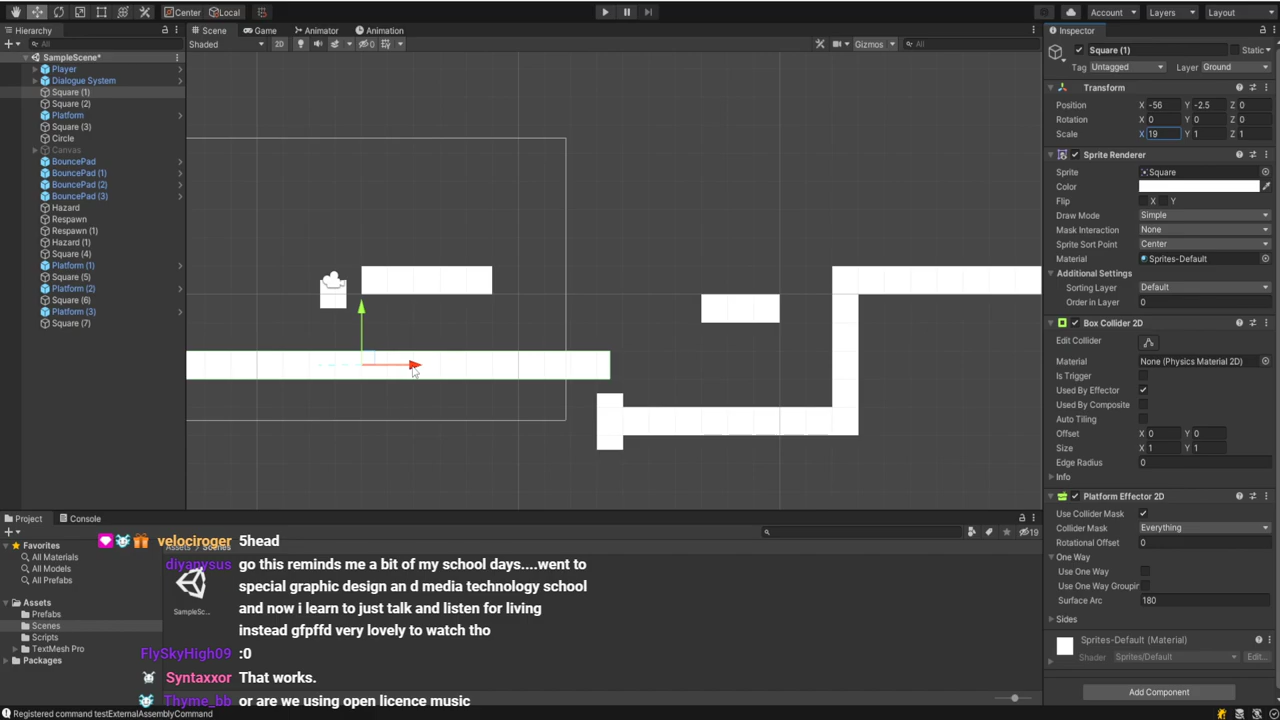 Center Local Account Layers Layout
Hierarchy Scene Game Animator Animation Inspector
All Shaded 2D 0 Gizmos All
SampleScene*
Player
Dialogue System
Square (1)
Square (2)
Platform
Square (3)
Circle
Canvas
BouncePad
BouncePad (1)
BouncePad (2)
BouncePad (3)
Hazard
Respawn
Respawn (1)
Hazard (1)
Square (4)
Platform (1)
Square (5)
Platform (2)
Square (6)
Platform (3)
Square (7)
Square (1) Static
Tag Untagged Layer Ground
Transform
Position X -56 Y -2.5 Z 0
Rotation X 0 Y 0 Z 0
Scale X 19 Y 1 Z 1
Sprite Renderer
Sprite Square
Color
Flip X Y
Draw Mode Simple
Mask Interaction None
Sprite Sort Point Center
Material Sprites-Default
Additional Settings
Sorting Layer Default
Order in Layer 0
Box Collider 2D
Edit Collider
Material None (Physics Material 2D)
Is Trigger
Used By Effector
Used By Composite
Auto Tiling
Offset X 0 Y 0
Size X 1 Y 1
Edge Radius 0
Info
Platform Effector 2D
Use Collider Mask
Collider Mask Everything
Rotational Offset 0
One Way
Use One Way
Use One Way Groupin
Surface Arc 180
Sides
Sprites-Default (Material)
Shader Sprites/Default Edit...
Add Component
Project Console
19
Favorites
All Materials
All Models
All Prefabs
Assets
Prefabs
Scenes
Scripts
TextMesh Pro
Packages
Assets Scenes
SampleSc...
velociroger 5head
diyanysus go this reminds me a bit of my school days....went to
special graphic design an d media technology school
and now i learn to just talk and listen for living
instead gfpffd very lovely to watch tho
FlySkyHigh09 :0
Syntaxxor That works.
Thyme_bb or are we using open licence music
Registered command testExternalAssemblyCommand